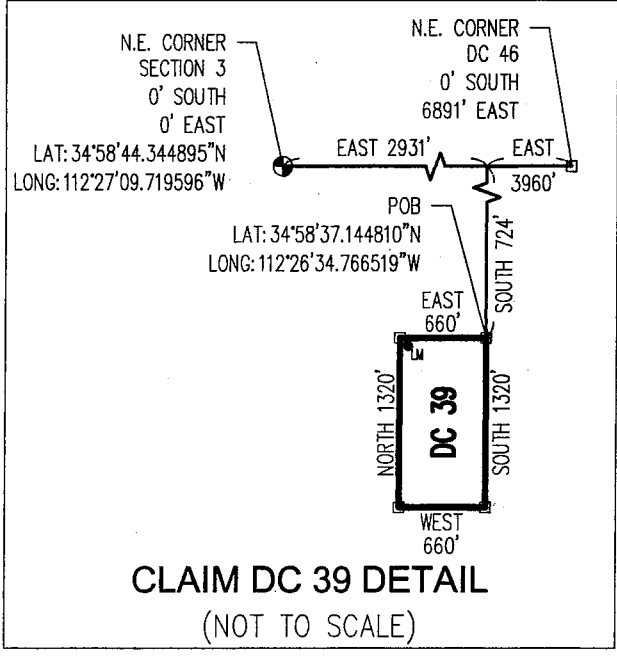 N.E. CORNER
SECTION 3
0' SOUTH
0' EAST
LAT: 34°58'44.344895"N
LONG: 112°27'09.719596"W
N.E. CORNER
DC 46
0' SOUTH
6891' EAST
EAST 2931'
EAST
3960'
POB
LAT: 34°58'37.144810"N
LONG: 112°26'34.766519"W
SOUTH 724'
EAST
660'
LM
NORTH 1320'
DC 39
SOUTH 1320'
WEST
660'
CLAIM DC 39 DETAIL
(NOT TO SCALE)